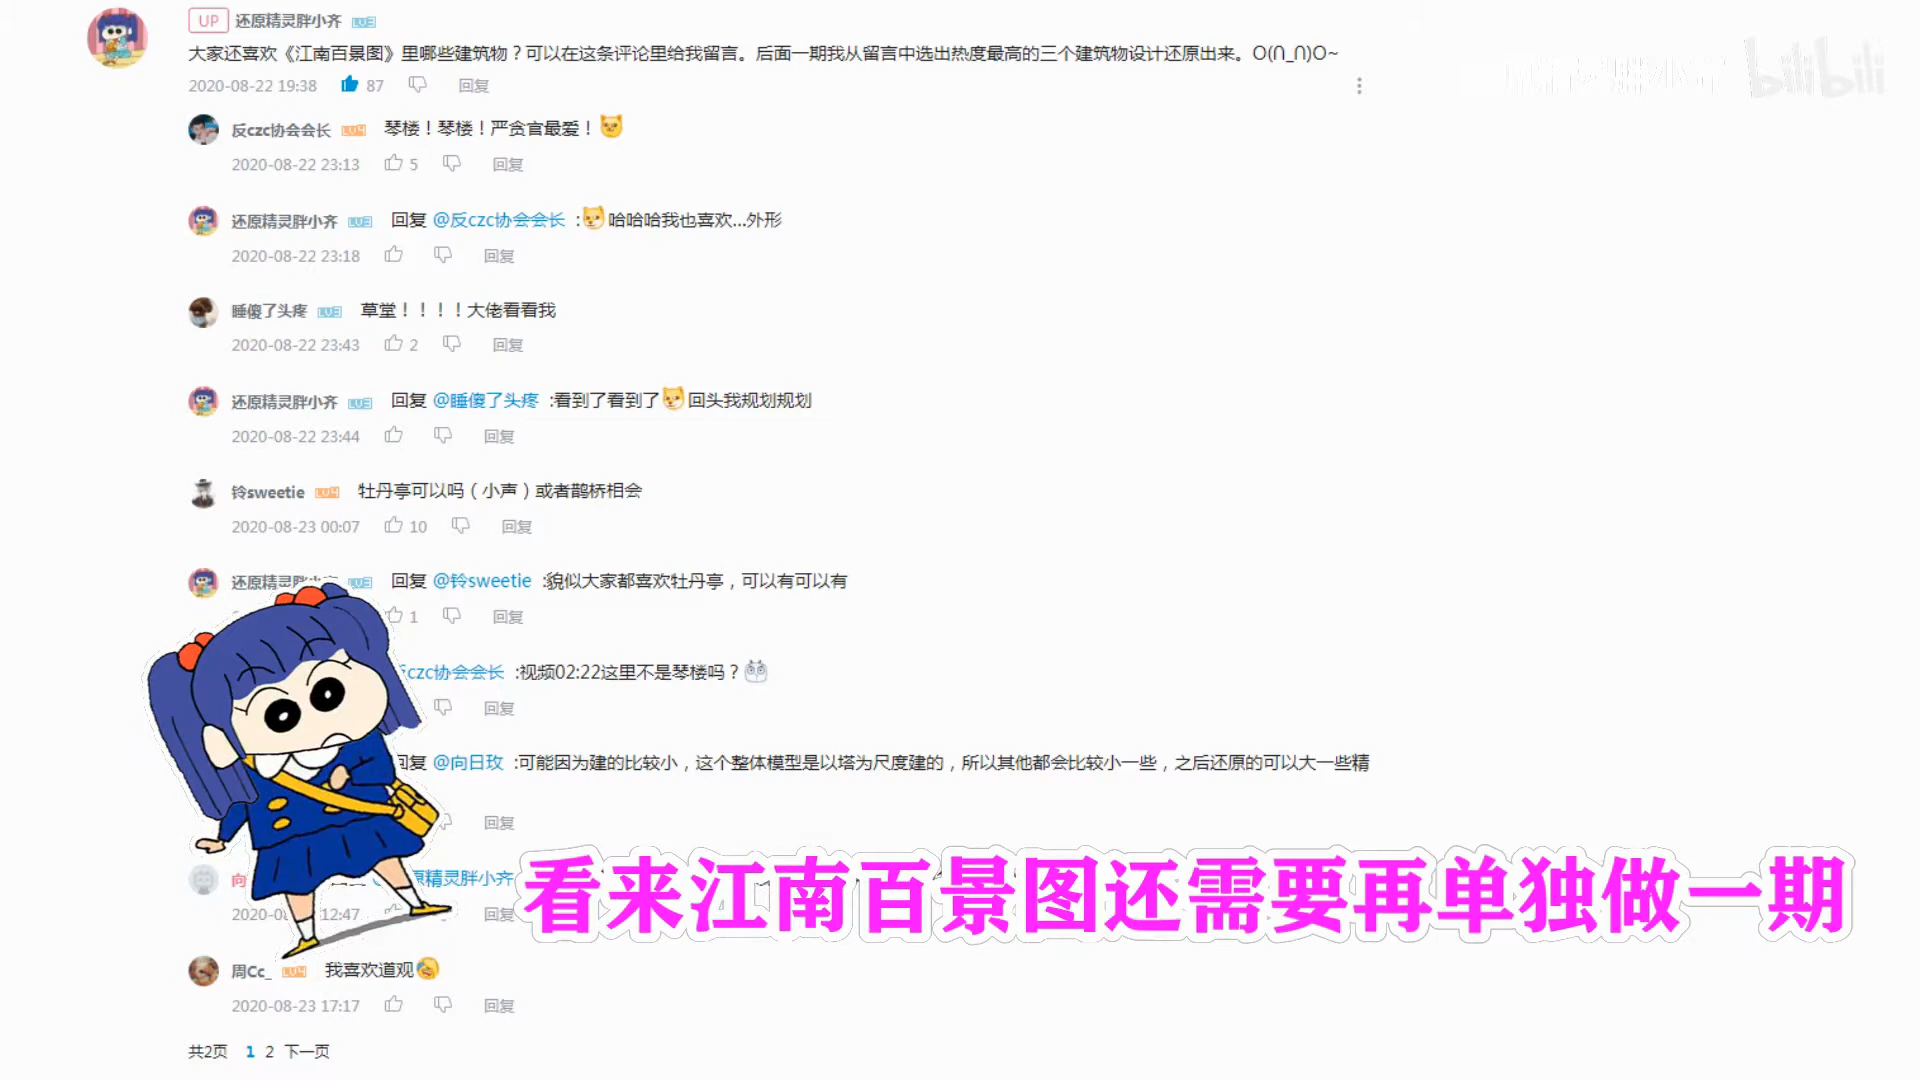 UP 还原精灵胖小齐 LV3
大家还喜欢《江南百景图》里哪些建筑物？可以在这条评论里给我留言。后面一期我从留言中选出热度最高的三个建筑物设计还原出来。O(∩_∩)O~
2020-08-22 19:38 87 回复
bilibili
反czc协会会长 LV4 琴楼！琴楼！严贪官最爱！
2020-08-22 23:13 5 回复
还原精灵胖小齐 LV3 回复 @反czc协会会长 :哈哈哈我也喜欢...外形
2020-08-22 23:18 回复
睡傻了头疼 LV3 草堂！！！！大佬看看我
2020-08-22 23:43 2 回复
还原精灵胖小齐 LV3 回复 @睡傻了头疼 :看到了看到了回头我规划规划
2020-08-22 23:44 回复
铃sweetie LV4 牡丹亭可以吗（小声）或者鹊桥相会
2020-08-23 00:07 10 回复
还原精灵胖 LV3 回复 @铃sweetie :貌似大家都喜欢牡丹亭，可以有可以有
1 回复
czc协会会长 :视频02:22这里不是琴楼吗？
回复
回复 @向日玫 :可能因为建的比较小，这个整体模型是以塔为尺度建的，所以其他都会比较小一些，之后还原的可以大一些精
回复
向 原精灵胖小齐
2020-08 12:47 回复
看来江南百景图还需要再单独做一期
周Cc_ LV4 我喜欢道观
2020-08-23 17:17 回复
共2页 1 2 下一页